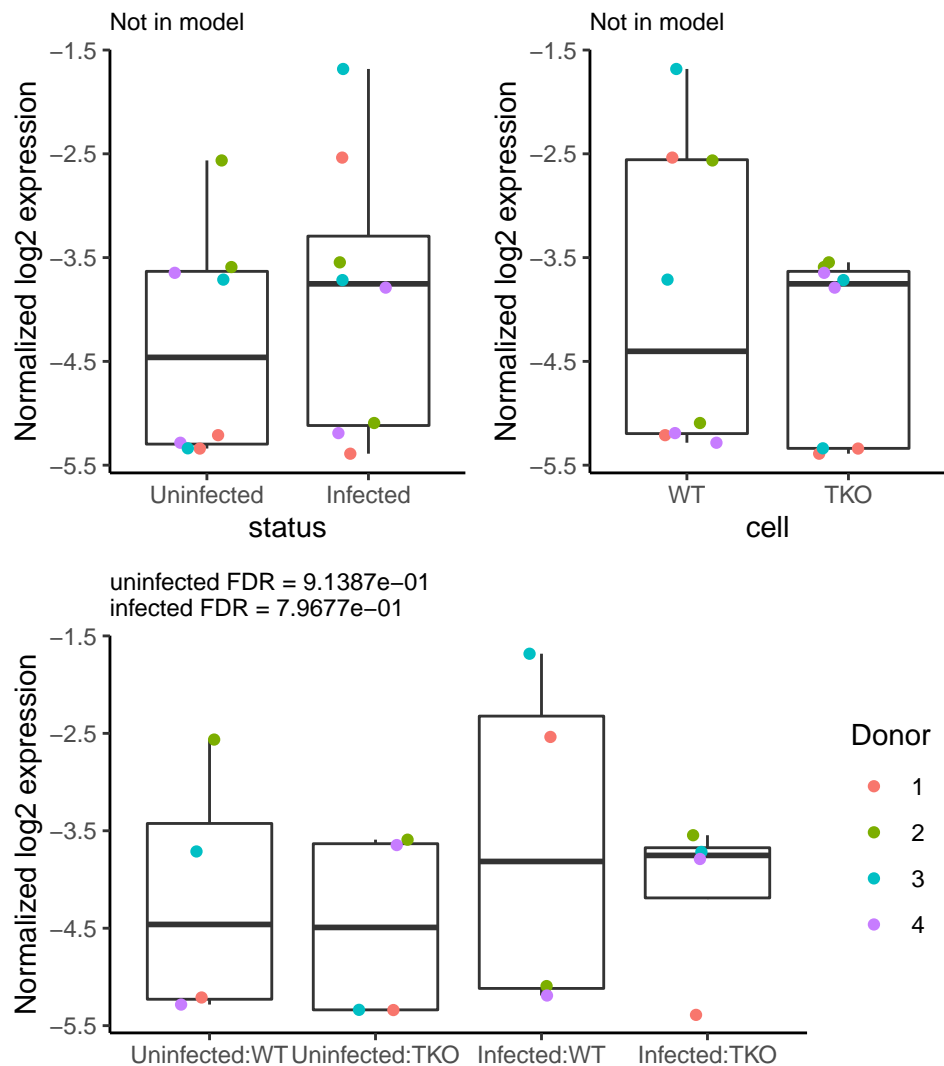 Not in model
−1.5
−2.5
−3.5
−4.5
−5.5
Normalized log2 expression
Uninfected Infected
status
Not in model
−1.5
−2.5
−3.5
−4.5
−5.5
Normalized log2 expression
WT TKO
cell
uninfected FDR = 9.1387e−01
infected FDR = 7.9677e−01
−1.5
−2.5
−3.5
−4.5
−5.5
Normalized log2 expression
Uninfected:WT Uninfected:TKO Infected:WT Infected:TKO
Donor
1
2
3
4